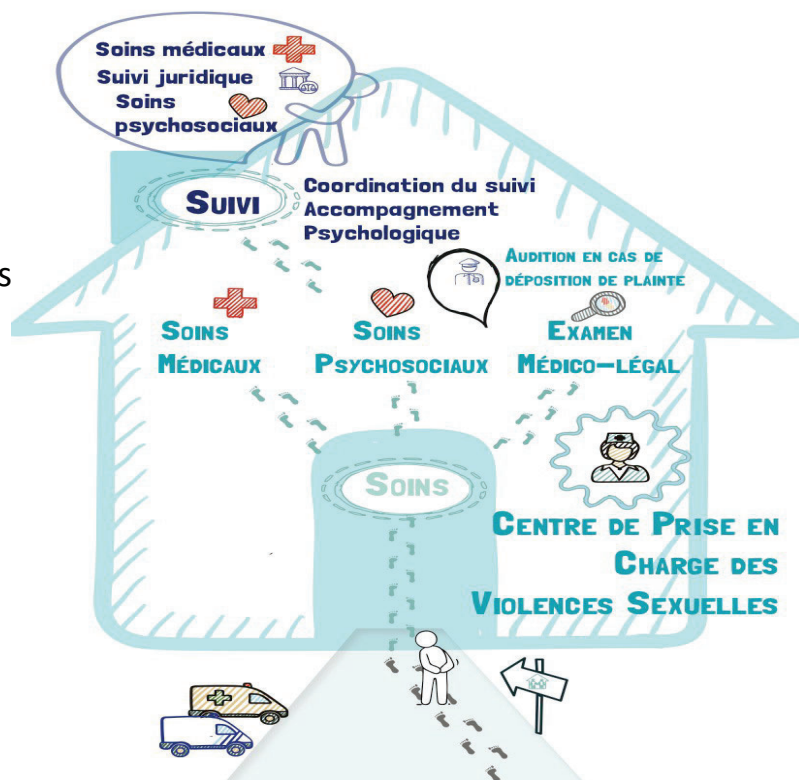 Soins médicaux
Suivi juridique
Soins
psychosociaux
SUIVI
Coordination du suivi
Accompagnement
Psychologique
AUDITION EN CAS DE
DÉPOSITION DE PLAINTE
S
SOINS
MÉDICAUX
SOINS
PSYCHOSOCIAUX
EXAMEN
MÉDICO-LÉGAL
SOINS
CENTRE DE PRISE EN
CHARGE DES
VIOLENCES SEXUELLES